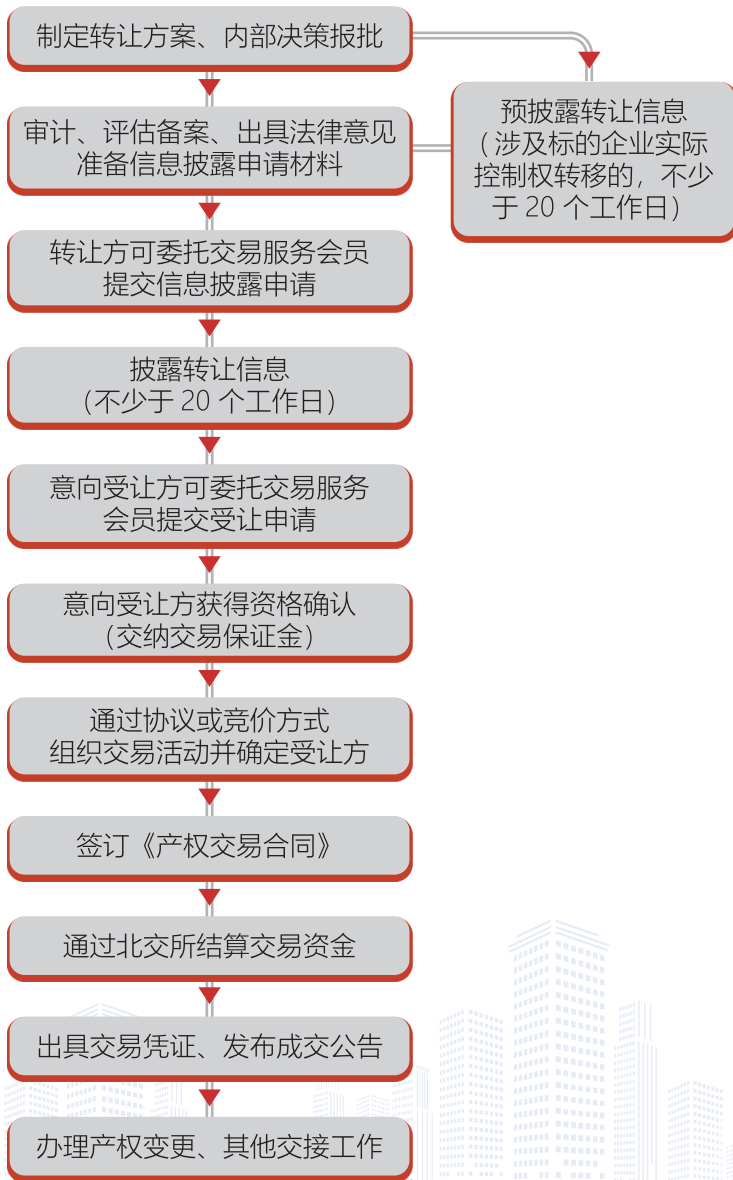 制定转让方案、内部决策报批
预披露转让信息
（涉及标的企业实际
控制权转移的，不少
于 20 个工作日）
审计、评估备案、出具法律意见
准备信息披露申请材料
转让方可委托交易服务会员
提交信息披露申请
披露转让信息
（不少于 20 个工作日）
意向受让方可委托交易服务
会员提交受让申请
意向受让方获得资格确认
（交纳交易保证金）
通过协议或竞价方式
组织交易活动并确定受让方
签订《产权交易合同》
通过北交所结算交易资金
出具交易凭证、发布成交公告
办理产权变更、其他交接工作